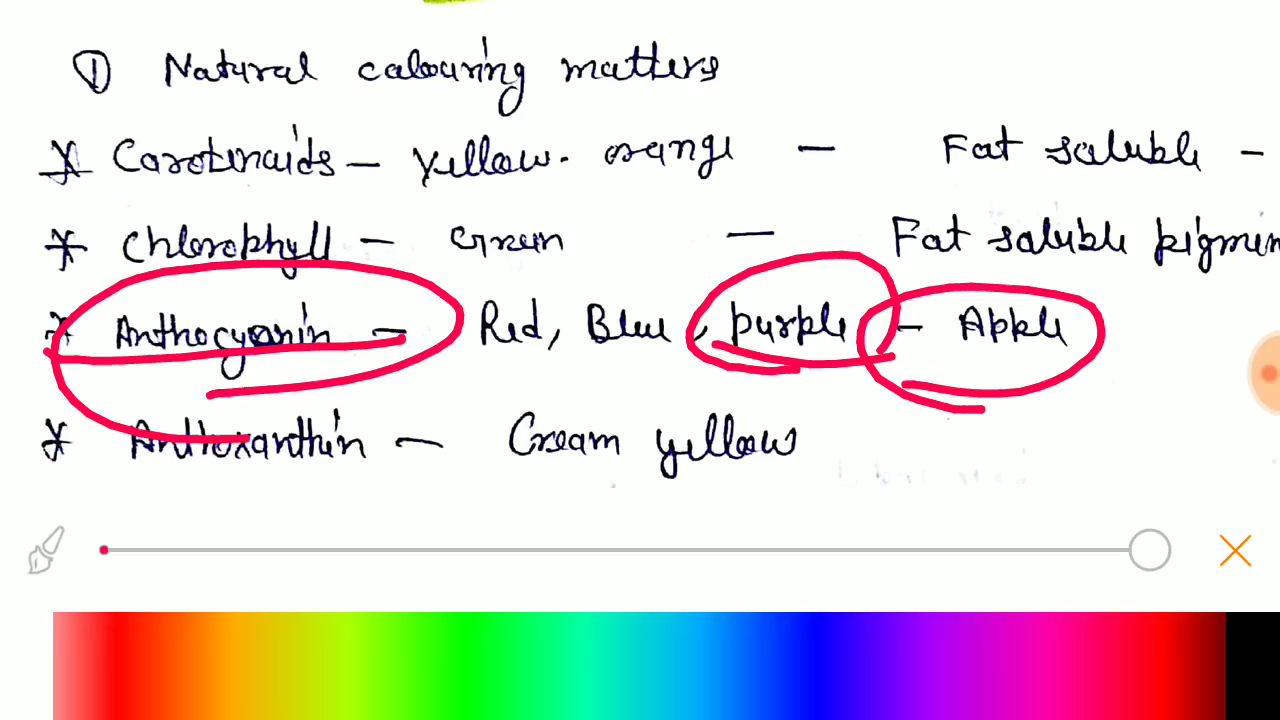 ① Natural colouring matters
* Carotenoids – Yellow. orange – Fat soluble –
* Chlorophyll – Green – Fat soluble pigmen
* Anthocyanin – Red, Blue, purple – Apple
* Anthoxanthin – Cream yellow